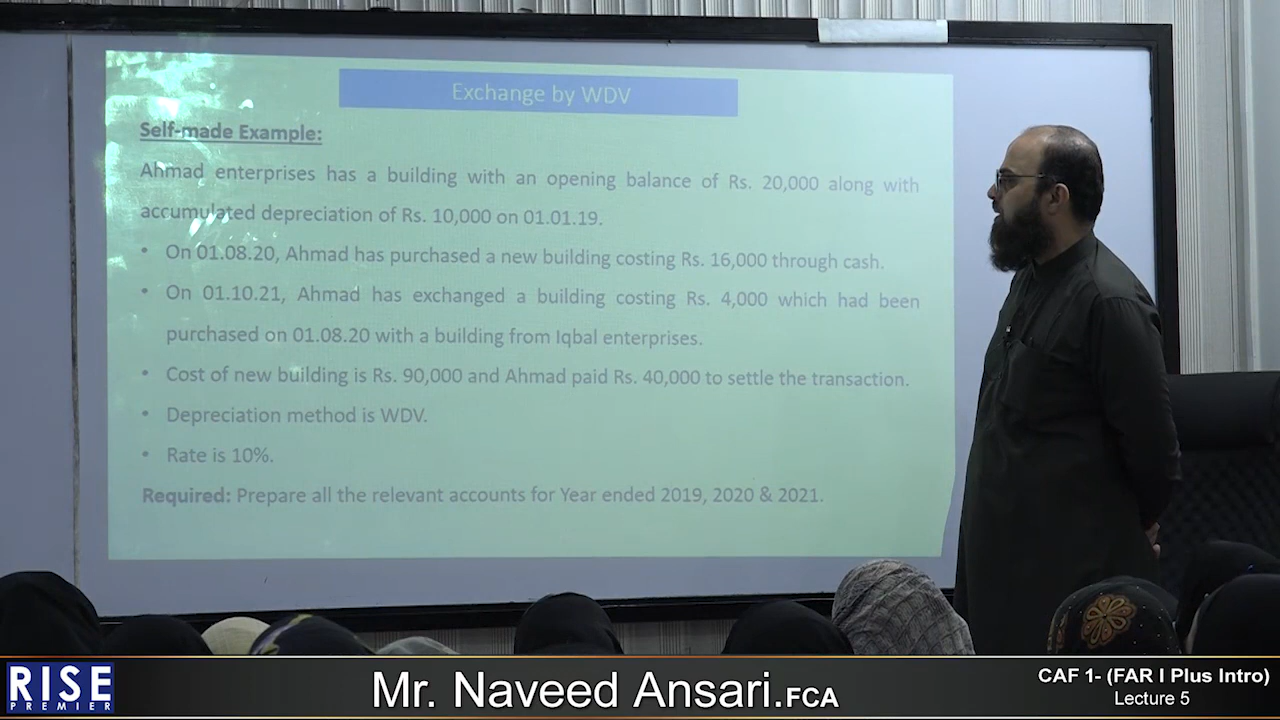 Exchange by WDV
Self-made Example:
Ahmad enterprises has a building with an opening balance of Rs. 20,000 along with
accumulated depreciation of Rs. 10,000 on 01.01.19.
• On 01.08.20, Ahmad has purchased a new building costing Rs. 16,000 through cash.
• On 01.10.21, Ahmad has exchanged a building costing Rs. 4,000 which had been
purchased on 01.08.20 with a building from Iqbal enterprises.
• Cost of new building is Rs. 90,000 and Ahmad paid Rs. 40,000 to settle the transaction.
• Depreciation method is WDV.
• Rate is 10%.
Required: Prepare all the relevant accounts for Year ended 2019, 2020 & 2021.
RISE
PREMIER
Mr. Naveed Ansari.FCA
CAF 1- (FAR I Plus Intro)
Lecture 5